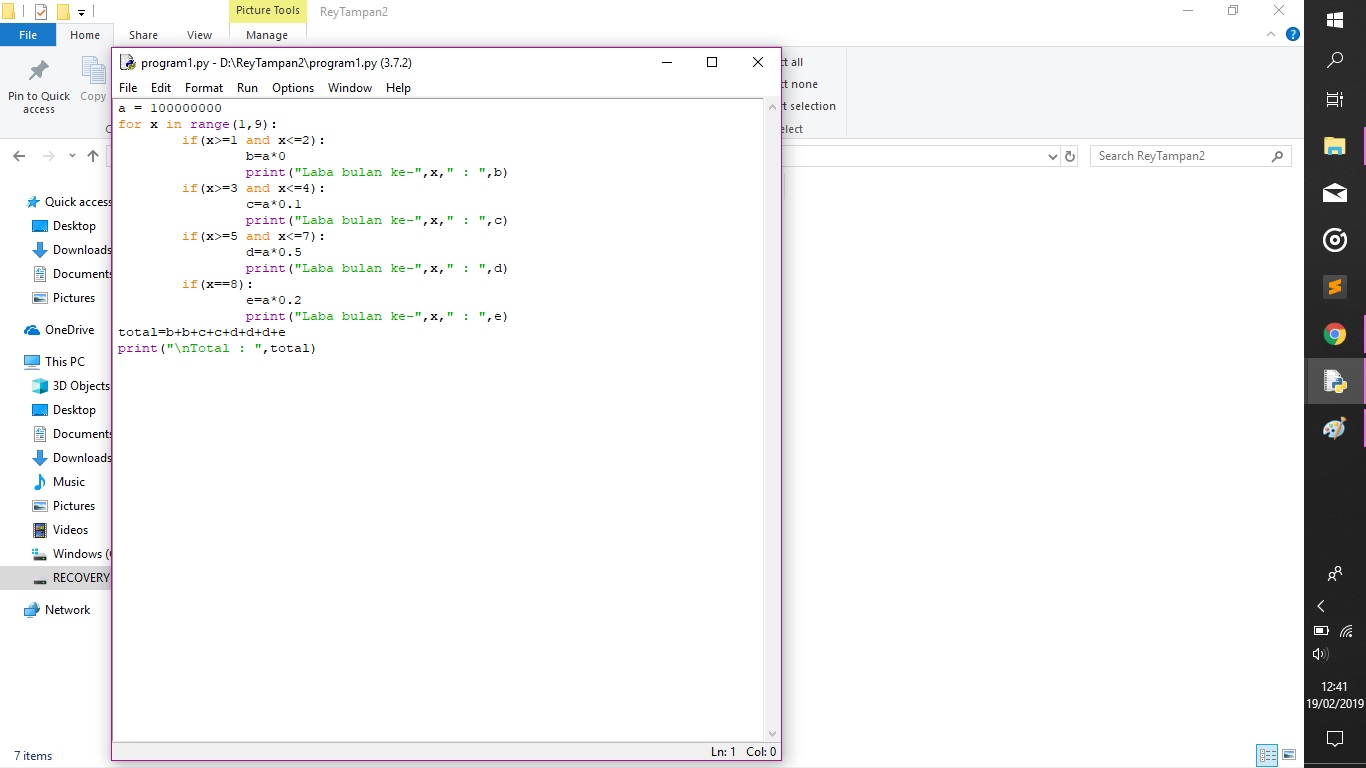 Picture Tools
ReyTampan2
File
Home
Share
View
Manage
Pin to Quick
access
Copy
ct all
ct none
rt selection
elect
Search ReyTampan2
Quick access
Desktop
Downloads
Documents
Pictures
OneDrive
This PC
3D Objects
Desktop
Documents
Downloads
Music
Pictures
Videos
Windows (
RECOVERY
Network
7 items
program1.py - D:\ReyTampan2\program1.py (3.7.2)
File Edit Format Run Options Window Help
a = 100000000
for x in range(1,9):
        if(x>=1 and x<=2):
                b=a*0
                print("Laba bulan ke-",x," : ",b)
        if(x>=3 and x<=4):
                c=a*0.1
                print("Laba bulan ke-",x," : ",c)
        if(x>=5 and x<=7):
                d=a*0.5
                print("Laba bulan ke-",x," : ",d)
        if(x==8):
                e=a*0.2
                print("Laba bulan ke-",x," : ",e)
total=b+b+c+c+d+d+d+e
print("\nTotal : ",total)
Ln: 1 Col: 0
12:41
19/02/2019